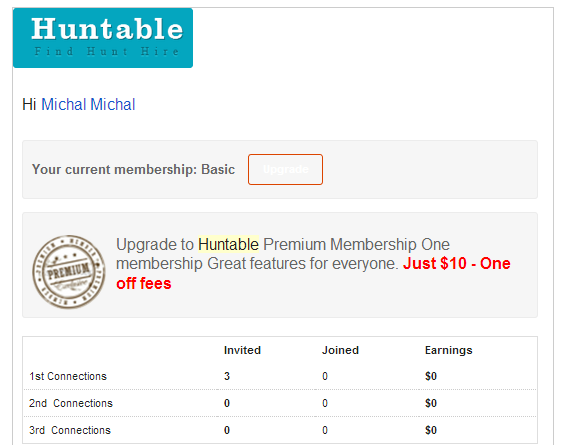 Huntable
Find Hunt Hire
Hi Michal Michal
Your current membership: Basic Upgrade
Upgrade to Huntable Premium Membership One
membership Great features for everyone. Just $10 - One
off fees
PREMIUM
Exclusive
Invited Joined Earnings
1st Connections 3 0 $0
2nd Connections 0 0 $0
3rd Connections 0 0 $0